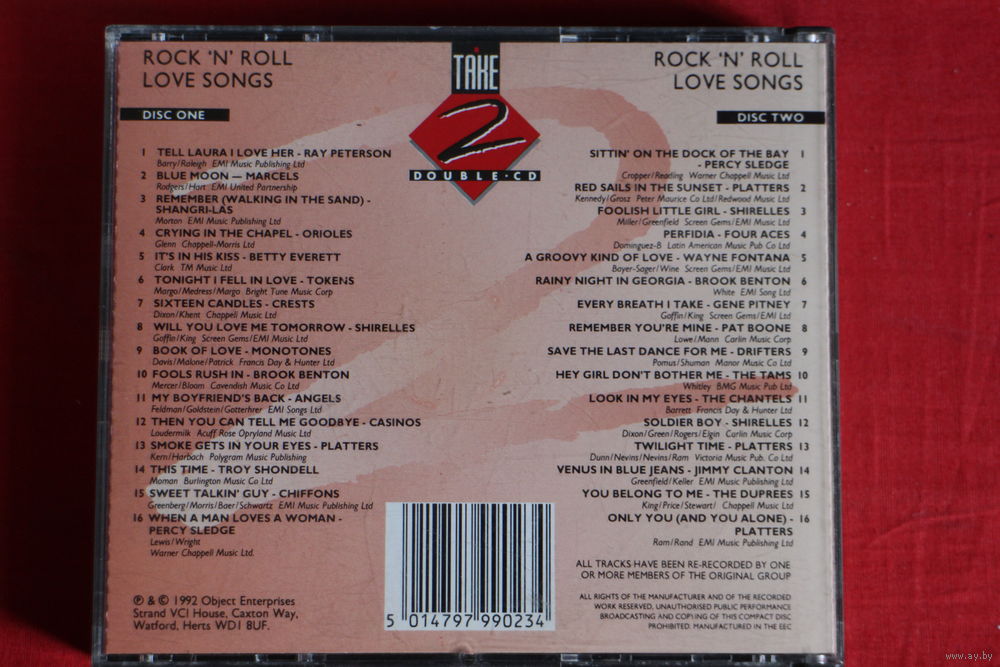 ROCK 'N' ROLL
LOVE SONGS
TAKE
2
DOUBLE·CD
ROCK 'N' ROLL
LOVE SONGS
DISC ONE
1 TELL LAURA I LOVE HER - RAY PETERSON
Barry/Raleigh EMI Music Publishing Ltd
2 BLUE MOON — MARCELS
Rodgers/Hart EMI United Partnership
3 REMEMBER (WALKING IN THE SAND) -
SHANGRI-LAS
Morton EMI Music Publishing Ltd
4 CRYING IN THE CHAPEL - ORIOLES
Glenn Chappell-Morris Ltd
5 IT'S IN HIS KISS - BETTY EVERETT
Clark TM Music Ltd
6 TONIGHT I FELL IN LOVE - TOKENS
Margo/Medress/Margo Bright Tune Music Corp
7 SIXTEEN CANDLES - CRESTS
Dixon/Khent Chappell Music Ltd
8 WILL YOU LOVE ME TOMORROW - SHIRELLES
Goffin/King Screen Gems/EMI Music Ltd
9 BOOK OF LOVE - MONOTONES
Davis/Malone/Patrick Francis Day & Hunter Ltd
10 FOOLS RUSH IN - BROOK BENTON
Mercer/Bloom Cavendish Music Co Ltd
11 MY BOYFRIEND'S BACK - ANGELS
Feldman/Goldstein/Gotterhrer EMI Songs Ltd
12 THEN YOU CAN TELL ME GOODBYE - CASINOS
Loudermilk Acuff Rose Opryland Music Ltd
13 SMOKE GETS IN YOUR EYES - PLATTERS
Kern/Harbach Polygram Music Publishing
14 THIS TIME - TROY SHONDELL
Moman Burlington Music Co Ltd
15 SWEET TALKIN' GUY - CHIFFONS
Greenberg/Morris/Baer/Schwartz EMI Songs Ltd
16 WHEN A MAN LOVES A WOMAN -
PERCY SLEDGE
Lewis/Wright
Warner Chappell Music Ltd.
DISC TWO
SITTIN' ON THE DOCK OF THE BAY 1
- PERCY SLEDGE
Cropper/Reading Warner Chappell Music Ltd
RED SAILS IN THE SUNSET - PLATTERS 2
Kennedy/Grosz Peter Maurice Co Ltd/Redwood Music Ltd
FOOLISH LITTLE GIRL - SHIRELLES 3
Miller/Greenfield Screen Gems/EMI Music Ltd
PERFIDIA - FOUR ACES 4
Dominguez-B Latin American Music Pub Co Ltd
A GROOVY KIND OF LOVE - WAYNE FONTANA 5
Bayer-Sager/Wine Screen Gems/EMI Music Ltd
RAINY NIGHT IN GEORGIA - BROOK BENTON 6
White EMI Song Ltd
EVERY BREATH I TAKE - GENE PITNEY 7
Goffin/King Screen Gems/EMI Music Ltd
REMEMBER YOU'RE MINE - PAT BOONE 8
Lowe/Mann Carlin Music Corp
SAVE THE LAST DANCE FOR ME - DRIFTERS 9
Pomus/Shuman Manor Music Co Ltd
HEY GIRL DON'T BOTHER ME - THE TAMS 10
Whitley BMG Music Pub Ltd
LOOK IN MY EYES - THE CHANTELS 11
Barrett Francis Day & Hunter Ltd
SOLDIER BOY - SHIRELLES 12
Dixon/Green/Rogers/Elgin Carlin Music Corp
TWILIGHT TIME - PLATTERS 13
Dunn/Nevins/Nevins/Ram Victoria Music Pub. Co Ltd
VENUS IN BLUE JEANS - JIMMY CLANTON 14
Greenfield/Keller EMI Music Publishing Ltd
YOU BELONG TO ME - THE DUPREES 15
King/Price/Stewart/ Chappell Music Ltd
ONLY YOU (AND YOU ALONE) - 16
PLATTERS
Ram/Rand EMI Music Publishing Ltd
ALL TRACKS HAVE BEEN RE-RECORDED BY ONE
OR MORE MEMBERS OF THE ORIGINAL GROUP
ALL RIGHTS OF THE MANUFACTURER AND OF THE RECORDED
WORK RESERVED, UNAUTHORISED PUBLIC PERFORMANCE
BROADCASTING AND COPYING OF THIS COMPACT DISC
PROHIBITED. MANUFACTURED IN THE EEC
℗ & © 1992 Object Enterprises
Strand VCI House, Caxton Way,
Watford, Herts WD1 8UF.
5 014797 990234
www.ay.by